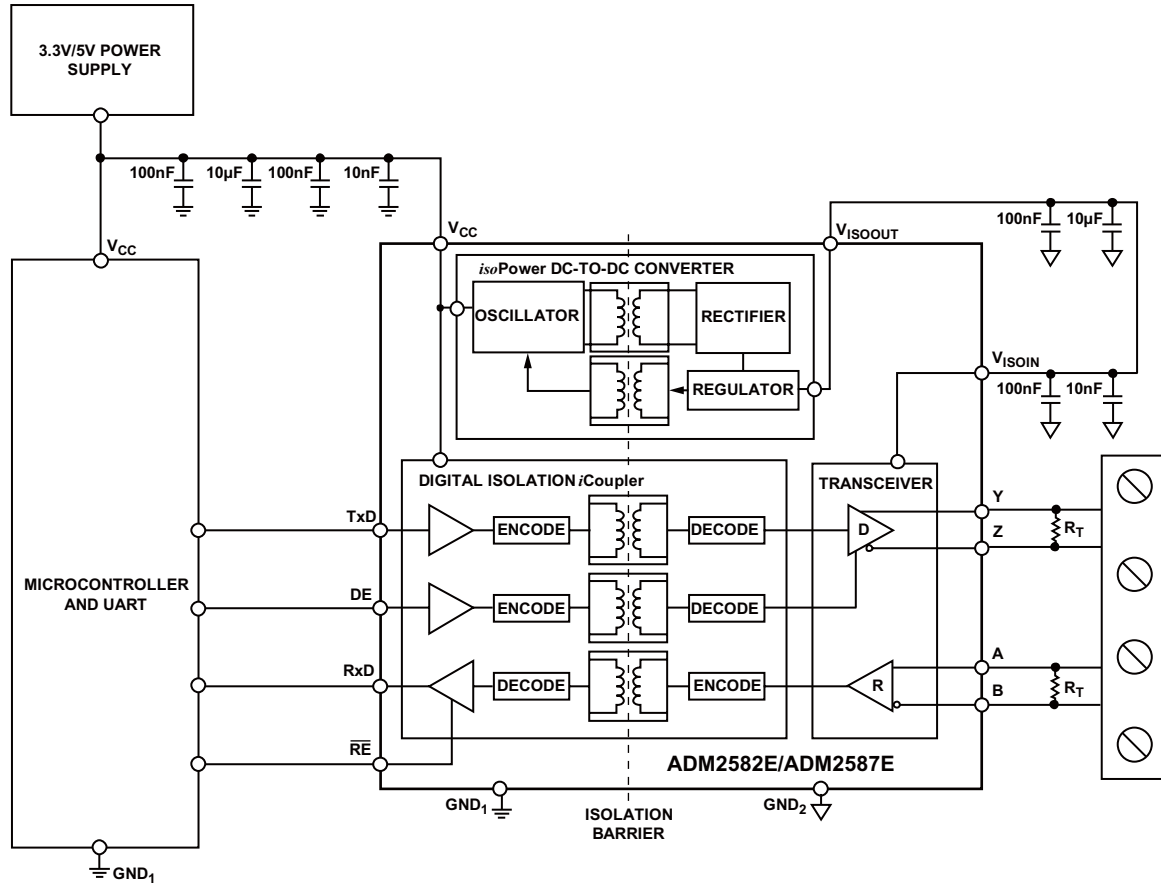 3.3V/5V POWER
SUPPLY
100nF
10µF
100nF
10nF
VCC
VCC
VISOOUT
100nF
10µF
isoPower DC-TO-DC CONVERTER
OSCILLATOR
RECTIFIER
REGULATOR
VISOIN
100nF
10nF
DIGITAL ISOLATION iCoupler
TRANSCEIVER
TxD
ENCODE
DECODE
D
Y
Z
RT
MICROCONTROLLER
AND UART
DE
ENCODE
DECODE
RxD
DECODE
ENCODE
R
A
B
RT
RE
ADM2582E/ADM2587E
GND1
GND2
ISOLATION
BARRIER
GND1